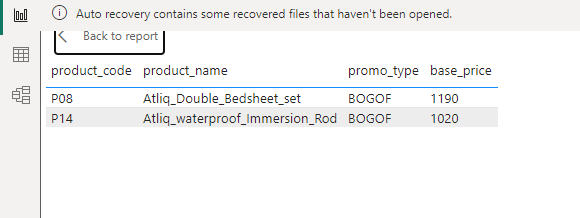 Auto recovery contains some recovered files that haven't been opened.
Back to report
product_code product_name promo_type base_price
P08 Atliq_Double_Bedsheet_set BOGOF 1190
P14 Atliq_waterproof_Immersion_Rod BOGOF 1020